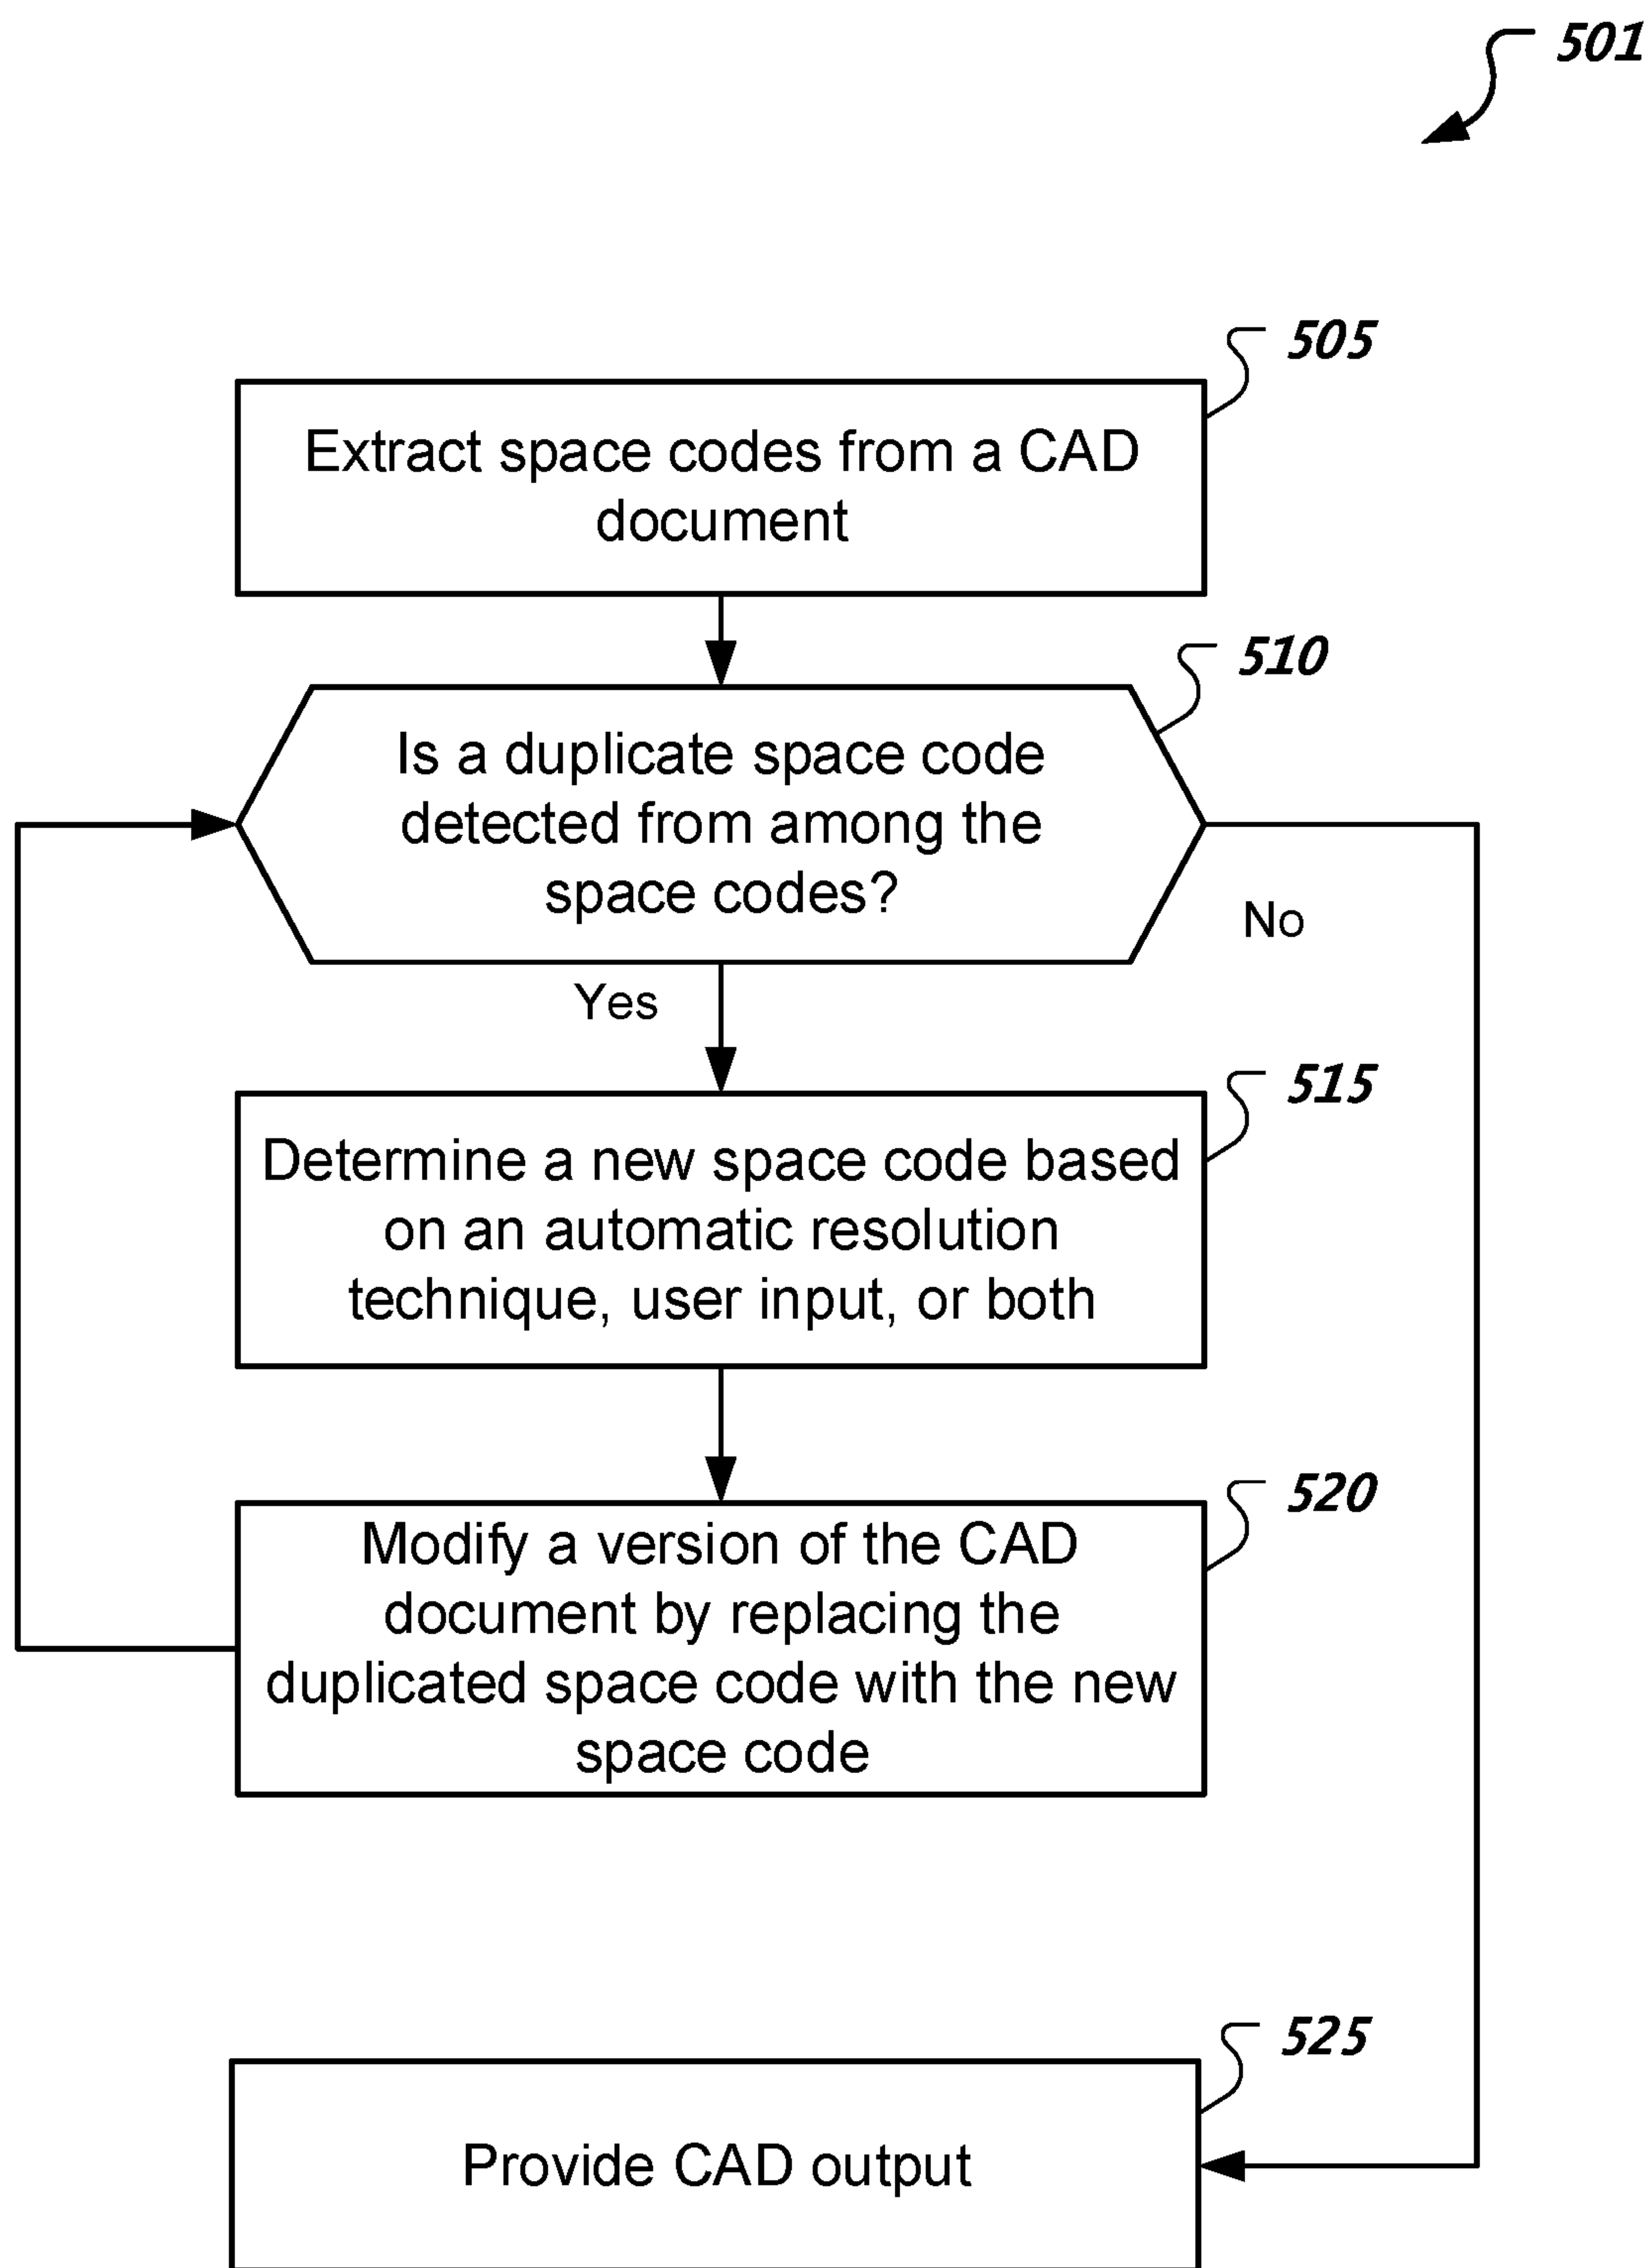 501
505
Extract space codes from a CAD
document
510
Is a duplicate space code
detected from among the
space codes?
No
Yes
515
Determine a new space code based
on an automatic resolution
technique, user input, or both
520
Modify a version of the CAD
document by replacing the
duplicated space code with the new
space code
525
Provide CAD output